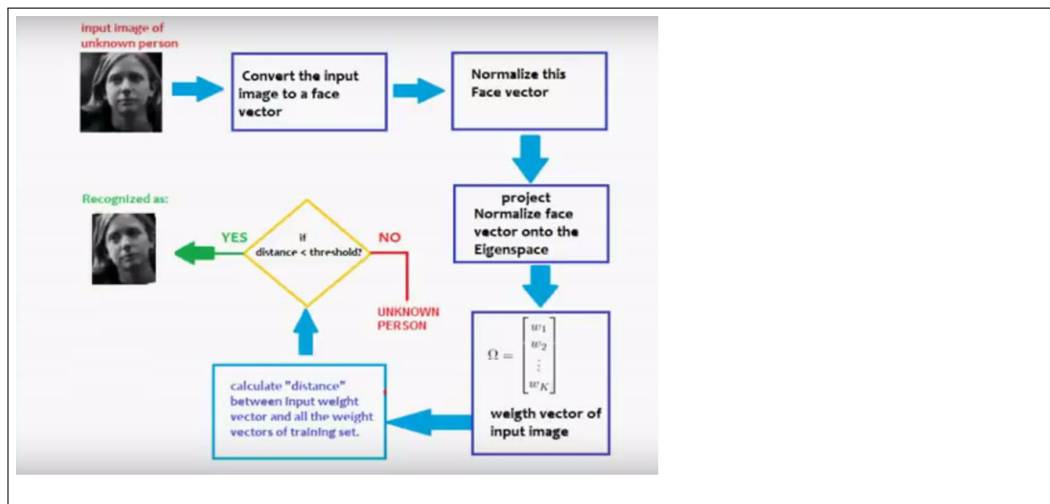 input image of
unknown person
Convert the input
image to a face
vector
Normalize this
Face vector
project
Normalize face
vector onto the
Eigenspace
Ω = [w₁ w₂ ⋮ w_K]
weigth vector of
input image
calculate "distance"
between input weight
vector and all the weight
vectors of training set.
if
distance < threshold?
YES
NO
UNKNOWN
PERSON
Recognized as: